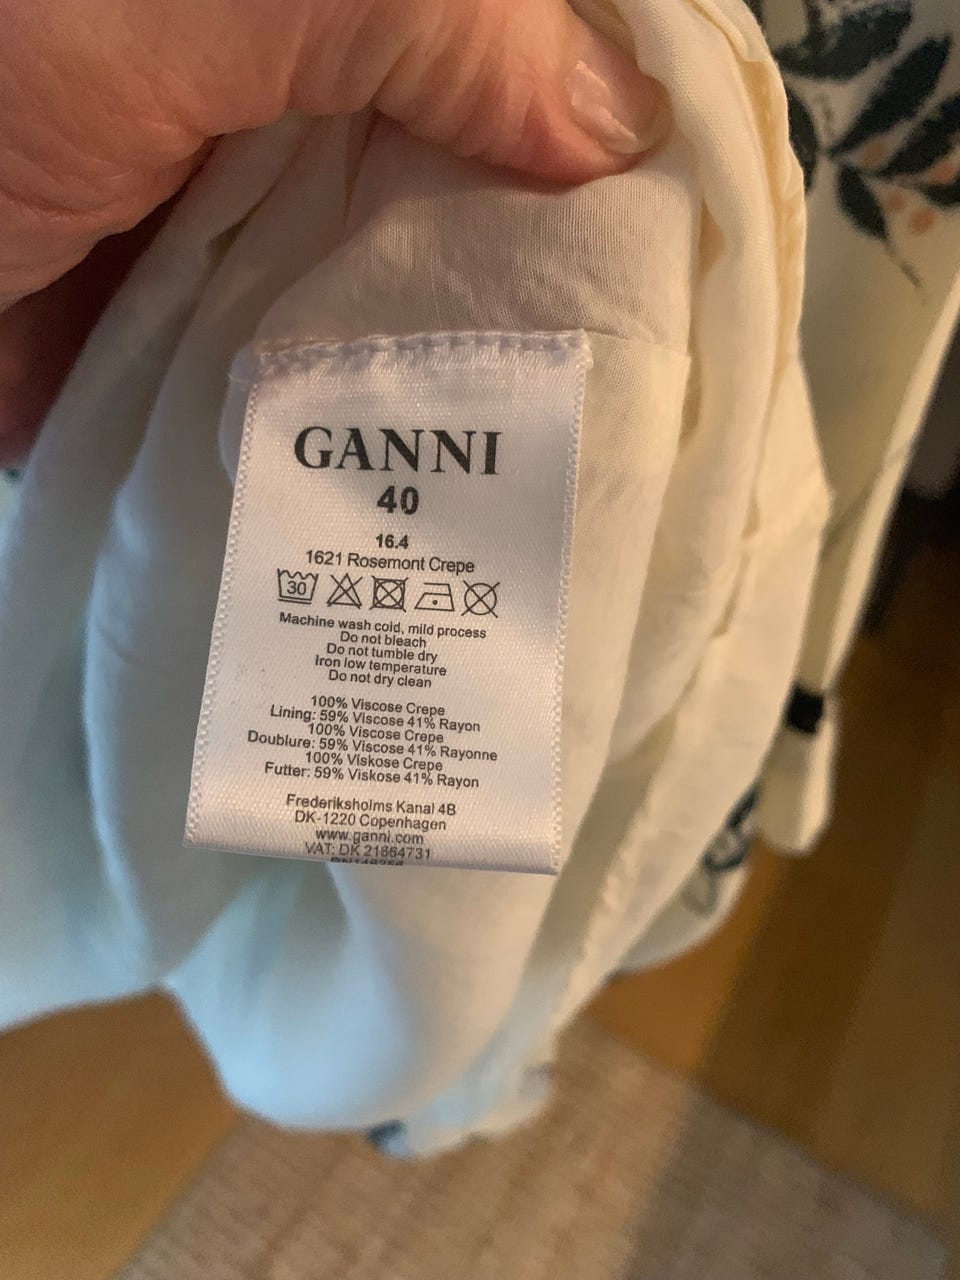 GANNI
40
16.4
1621 Rosemont Crepe
30
Machine wash cold, mild process
Do not bleach
Do not tumble dry
Iron low temperature
Do not dry clean
100% Viscose Crepe
Lining: 59% Viscose 41% Rayon
100% Viscose Crepe
Doublure: 59% Viscose 41% Rayonne
100% Viskose Crepe
Futter: 59% Viskose 41% Rayon
Frederiksholms Kanal 4B
DK-1220 Copenhagen
www.ganni.com
VAT: DK 21664731